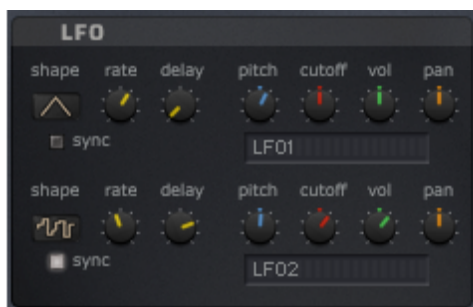 LFO
shape rate delay pitch cutoff vol pan
sync
LFO1
shape rate delay pitch cutoff vol pan
sync
LFO2